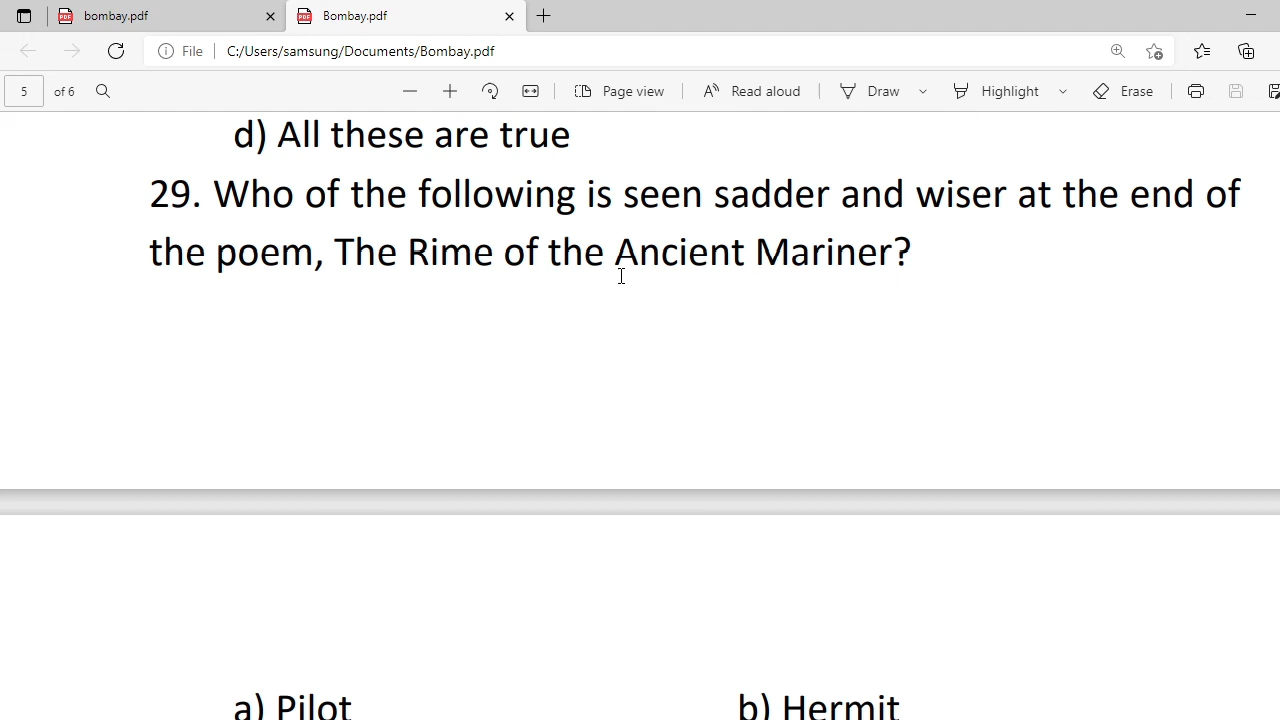 bombay.pdf
Bombay.pdf
File
C:/Users/samsung/Documents/Bombay.pdf
5 of 6
Page view
Read aloud
Draw
Highlight
Erase
d) All these are true
29. Who of the following is seen sadder and wiser at the end of
the poem, The Rime of the Ancient Mariner?
a) Pilot b) Hermit